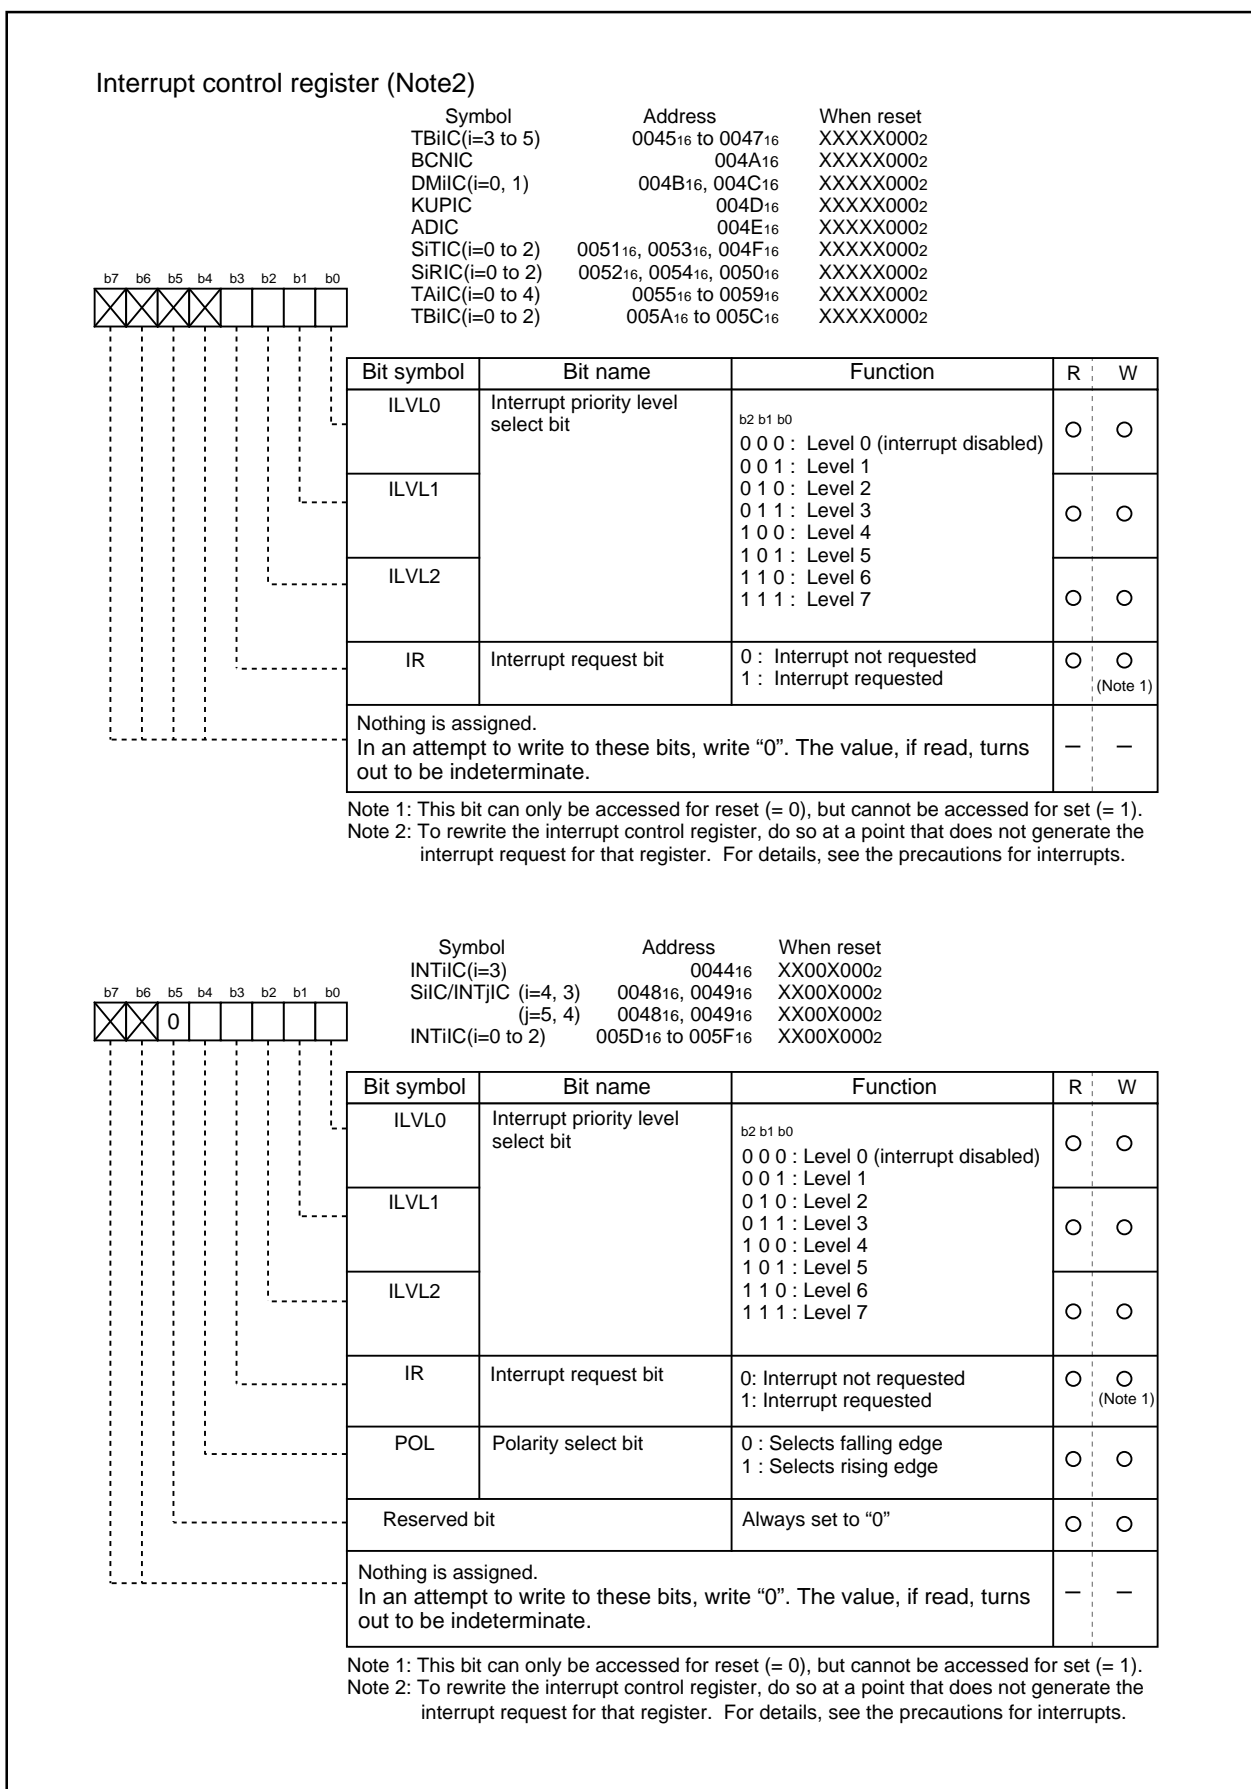 Interrupt control register (Note2)
Symbol Address When reset
TBiIC(i=3 to 5) 004516 to 004716 XXXXX0002
BCNIC 004A16 XXXXX0002
DMiIC(i=0, 1) 004B16, 004C16 XXXXX0002
KUPIC 004D16 XXXXX0002
ADIC 004E16 XXXXX0002
SiTIC(i=0 to 2) 005116, 005316, 004F16 XXXXX0002
SiRIC(i=0 to 2) 005216, 005416, 005016 XXXXX0002
TAiIC(i=0 to 4) 005516 to 005916 XXXXX0002
TBiIC(i=0 to 2) 005A16 to 005C16 XXXXX0002
b7 b6 b5 b4 b3 b2 b1 b0
Bit symbol Bit name Function R W
ILVL0 Interrupt priority level
select bit
b2 b1 b0
0 0 0 : Level 0 (interrupt disabled)
0 0 1 : Level 1
ILVL1 0 1 0 : Level 2
0 1 1 : Level 3
1 0 0 : Level 4
1 0 1 : Level 5
ILVL2 1 1 0 : Level 6
1 1 1 : Level 7
IR Interrupt request bit 0 : Interrupt not requested
1 : Interrupt requested
(Note 1)
Nothing is assigned.
In an attempt to write to these bits, write “0”. The value, if read, turns
out to be indeterminate.
Note 1: This bit can only be accessed for reset (= 0), but cannot be accessed for set (= 1).
Note 2: To rewrite the interrupt control register, do so at a point that does not generate the
interrupt request for that register. For details, see the precautions for interrupts.
Symbol Address When reset
INTiIC(i=3) 004416 XX00X0002
SiIC/INTjIC (i=4, 3) 004816, 004916 XX00X0002
(j=5, 4) 004816, 004916 XX00X0002
INTiIC(i=0 to 2) 005D16 to 005F16 XX00X0002
b7 b6 b5 b4 b3 b2 b1 b0
0
Bit symbol Bit name Function R W
ILVL0 Interrupt priority level
select bit
b2 b1 b0
0 0 0 : Level 0 (interrupt disabled)
0 0 1 : Level 1
ILVL1 0 1 0 : Level 2
0 1 1 : Level 3
1 0 0 : Level 4
1 0 1 : Level 5
ILVL2 1 1 0 : Level 6
1 1 1 : Level 7
IR Interrupt request bit 0: Interrupt not requested
1: Interrupt requested
(Note 1)
POL Polarity select bit 0 : Selects falling edge
1 : Selects rising edge
Reserved bit Always set to “0”
Nothing is assigned.
In an attempt to write to these bits, write “0”. The value, if read, turns
out to be indeterminate.
Note 1: This bit can only be accessed for reset (= 0), but cannot be accessed for set (= 1).
Note 2: To rewrite the interrupt control register, do so at a point that does not generate the
interrupt request for that register. For details, see the precautions for interrupts.